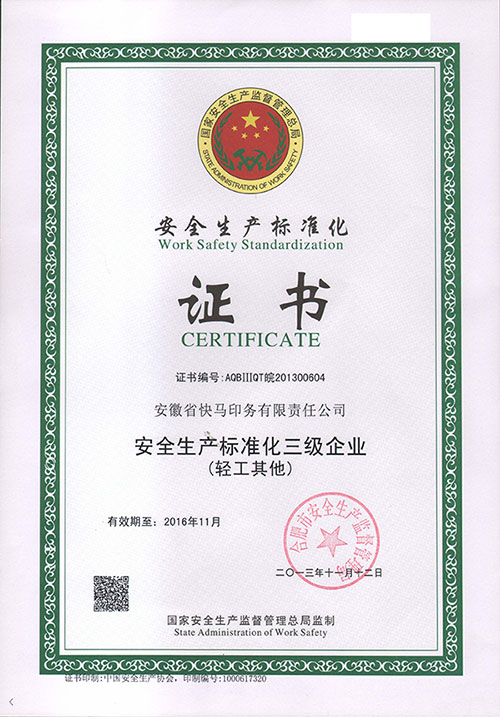 国家安全生产监督管理总局
STATE ADMINISTRATION OF WORK SAFETY
安全生产标准化
Work Safety Standardization
证书
CERTIFICATE
证书编号:AQBⅢQT皖201300604
安徽省快马印务有限责任公司
安全生产标准化三级企业
(轻工其他)
有效期至: 2016年11月
合肥市安全生产监督管理局
二〇一三年十一月十二日
国家安全生产监督管理总局监制
State Administration of Work Safety
证书印制:中国安全生产协会, 印制编号:1000617320